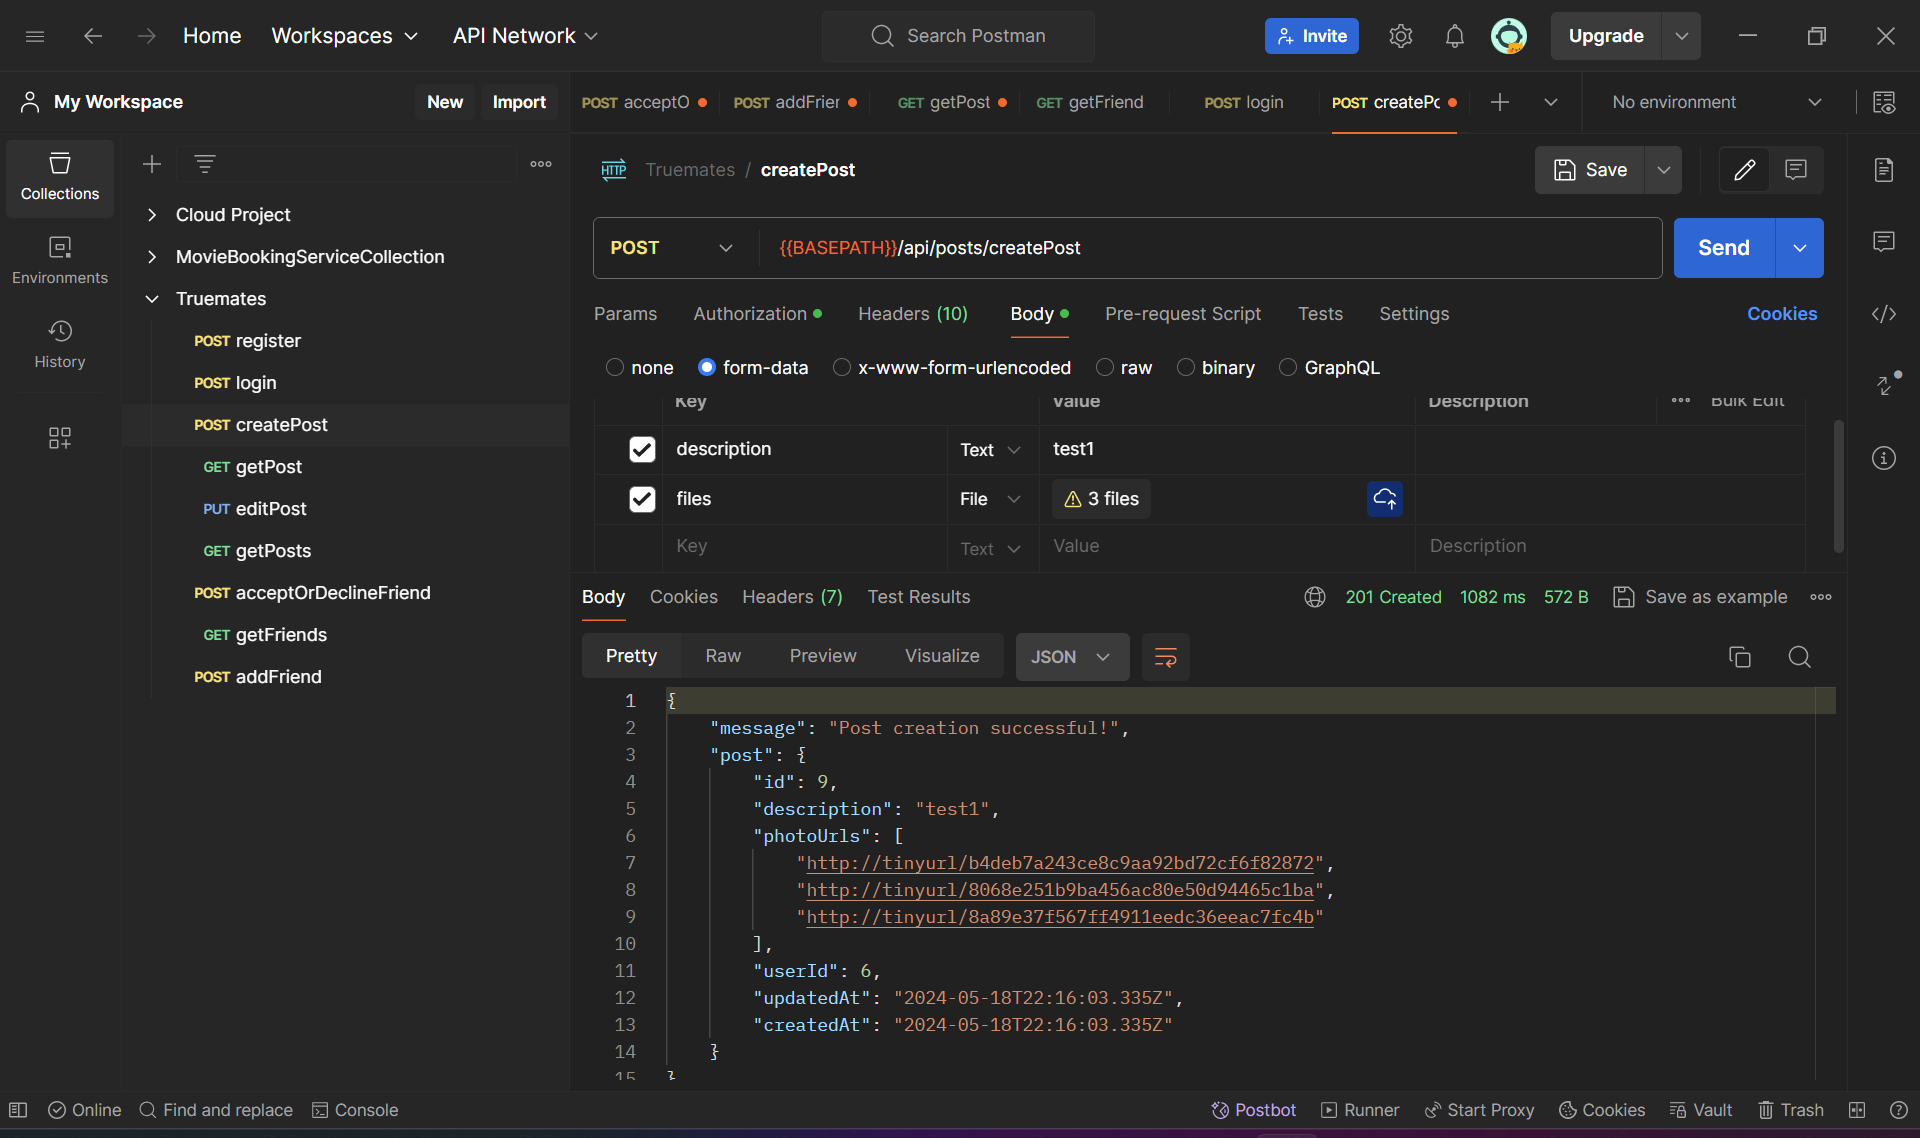 Home Workspaces API Network Search Postman Invite Upgrade
My Workspace New Import
POST acceptO POST addFrier GET getPost GET getFriend POST login POST createPo No environment
Collections
Environments
History
Cloud Project
MovieBookingServiceCollection
Truemates
POST register
POST login
POST createPost
GET getPost
PUT editPost
GET getPosts
POST acceptOrDeclineFriend
GET getFriends
POST addFriend
HTTP Truemates / createPost Save
POST {{BASEPATH}}/api/posts/createPost Send
Params Authorization Headers (10) Body Pre-request Script Tests Settings Cookies
none form-data x-www-form-urlencoded raw binary GraphQL
Key Value Description Bulk Edit
description Text test1
files File 3 files
Key Text Value Description
Body Cookies Headers (7) Test Results 201 Created 1082 ms 572 B Save as example
Pretty Raw Preview Visualize JSON
1 {
2 "message": "Post creation successful!",
3 "post": {
4 "id": 9,
5 "description": "test1",
6 "photoUrls": [
7 "http://tinyurl/b4deb7a243ce8c9aa92bd72cf6f82872",
8 "http://tinyurl/8068e251b9ba456ac80e50d94465c1ba",
9 "http://tinyurl/8a89e37f567ff4911eedc36eeac7fc4b"
10 ],
11 "userId": 6,
12 "updatedAt": "2024-05-18T22:16:03.335Z",
13 "createdAt": "2024-05-18T22:16:03.335Z"
14 }
15 }
Online Find and replace Console Postbot Runner Start Proxy Cookies Vault Trash